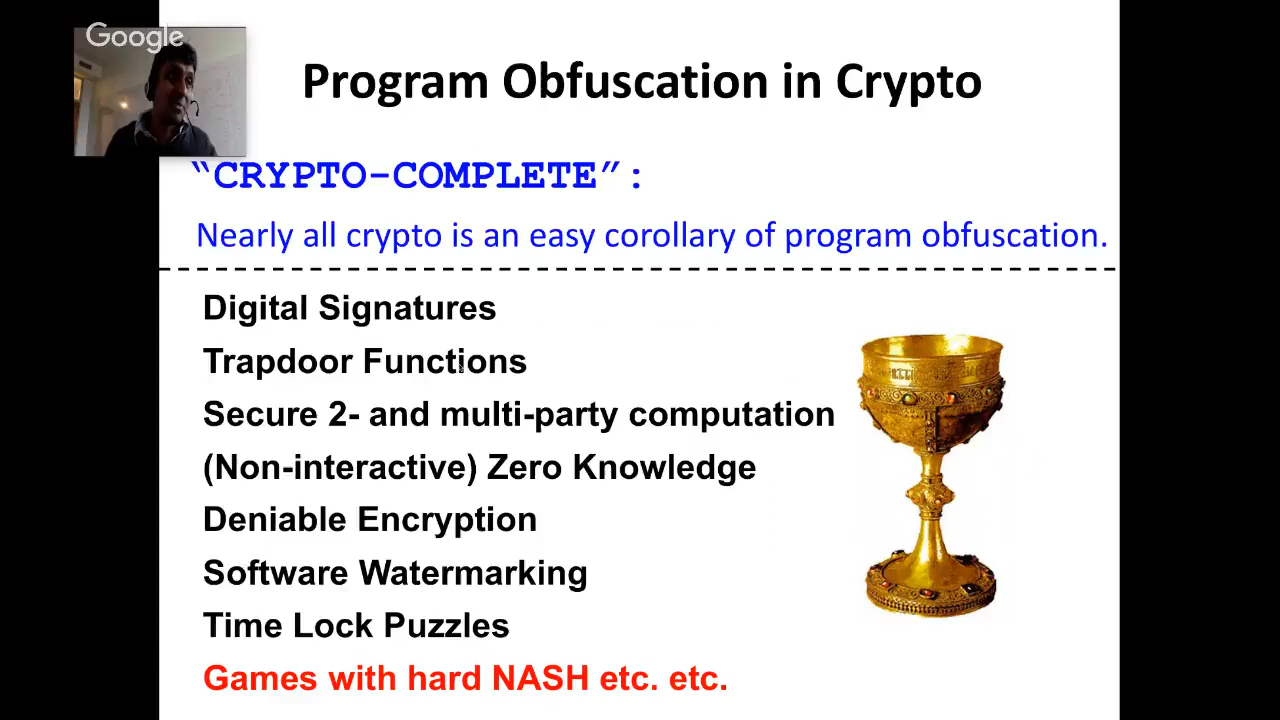 Google
Program Obfuscation in Crypto
“CRYPTO-COMPLETE”:
Nearly all crypto is an easy corollary of program obfuscation.
Digital Signatures
Trapdoor Functions
Secure 2- and multi-party computation
(Non-interactive) Zero Knowledge
Deniable Encryption
Software Watermarking
Time Lock Puzzles
Games with hard NASH etc. etc.